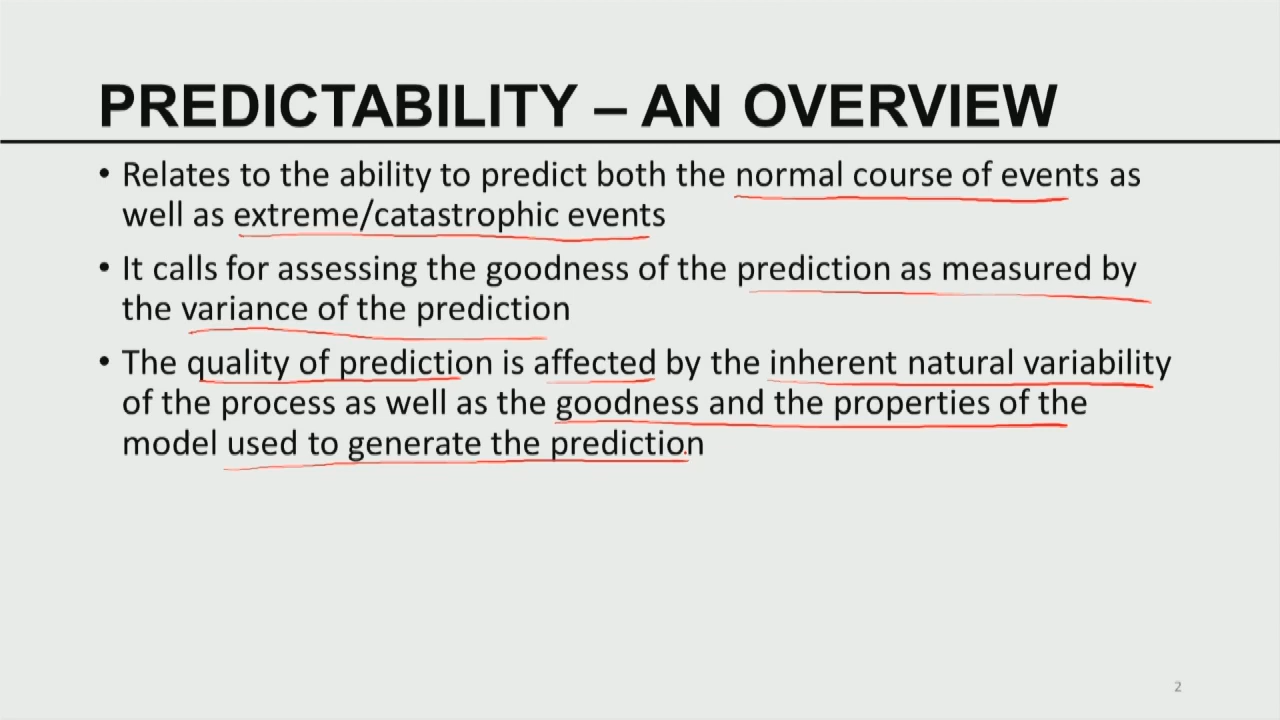 PREDICTABILITY – AN OVERVIEW
• Relates to the ability to predict both the normal course of events as
well as extreme/catastrophic events
• It calls for assessing the goodness of the prediction as measured by
the variance of the prediction
• The quality of prediction is affected by the inherent natural variability
of the process as well as the goodness and the properties of the
model used to generate the prediction
2